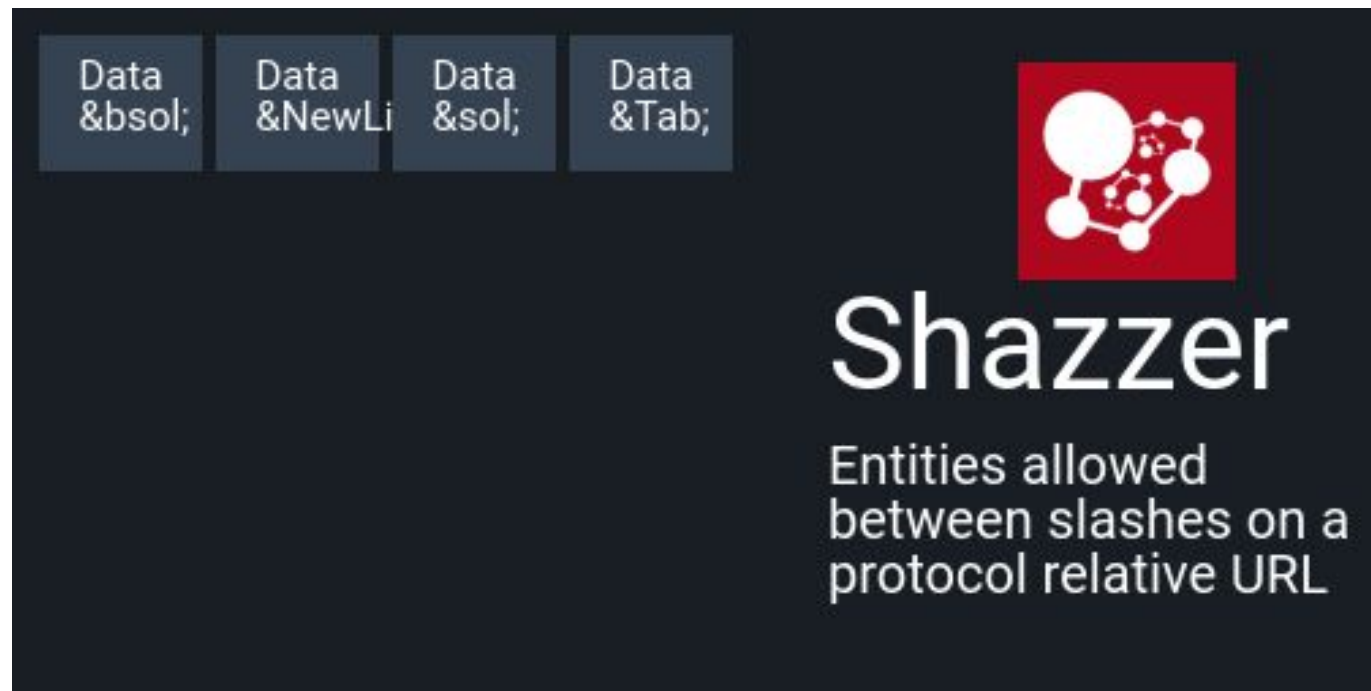 Data
&bsol;
Data
&NewLi
Data
&sol;
Data
&Tab;
Shazzer
Entities allowed
between slashes on a
protocol relative URL